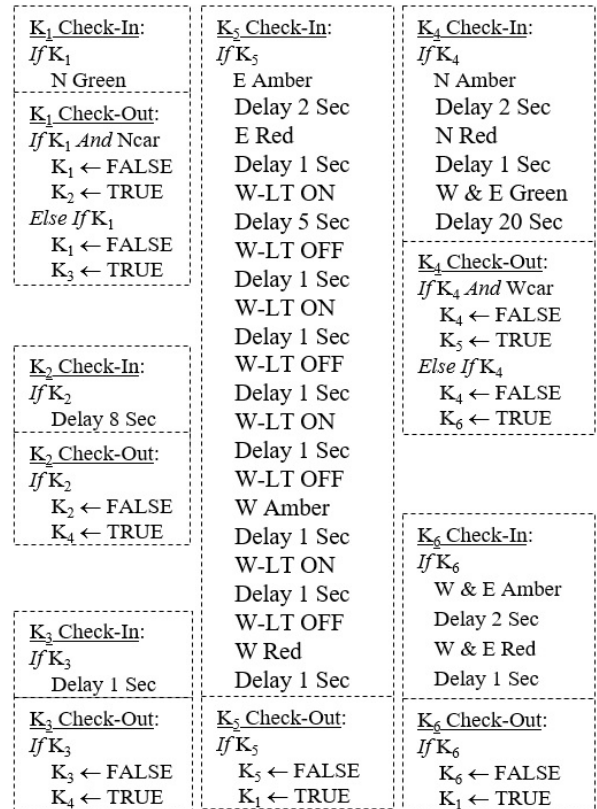 K₁ Check-In:
If K₁
N Green
K₁ Check-Out:
If K₁ And Ncar
K₁ ← FALSE
K₂ ← TRUE
Else If K₁
K₁ ← FALSE
K₃ ← TRUE
K₂ Check-In:
If K₂
Delay 8 Sec
K₂ Check-Out:
If K₂
K₂ ← FALSE
K₄ ← TRUE
K₃ Check-In:
If K₃
Delay 1 Sec
K₃ Check-Out:
If K₃
K₃ ← FALSE
K₄ ← TRUE
K₅ Check-In:
If K₅
E Amber
Delay 2 Sec
E Red
Delay 1 Sec
W-LT ON
Delay 5 Sec
W-LT OFF
Delay 1 Sec
W-LT ON
Delay 1 Sec
W-LT OFF
Delay 1 Sec
W-LT ON
Delay 1 Sec
W-LT OFF
W Amber
Delay 1 Sec
W-LT ON
Delay 1 Sec
W-LT OFF
W Red
Delay 1 Sec
K₅ Check-Out:
If K₅
K₅ ← FALSE
K₁ ← TRUE
K₄ Check-In:
If K₄
N Amber
Delay 2 Sec
N Red
Delay 1 Sec
W & E Green
Delay 20 Sec
K₄ Check-Out:
If K₄ And Wcar
K₄ ← FALSE
K₅ ← TRUE
Else If K₄
K₄ ← FALSE
K₆ ← TRUE
K₆ Check-In:
If K₆
W & E Amber
Delay 2 Sec
W & E Red
Delay 1 Sec
K₆ Check-Out:
If K₆
K₆ ← FALSE
K₁ ← TRUE